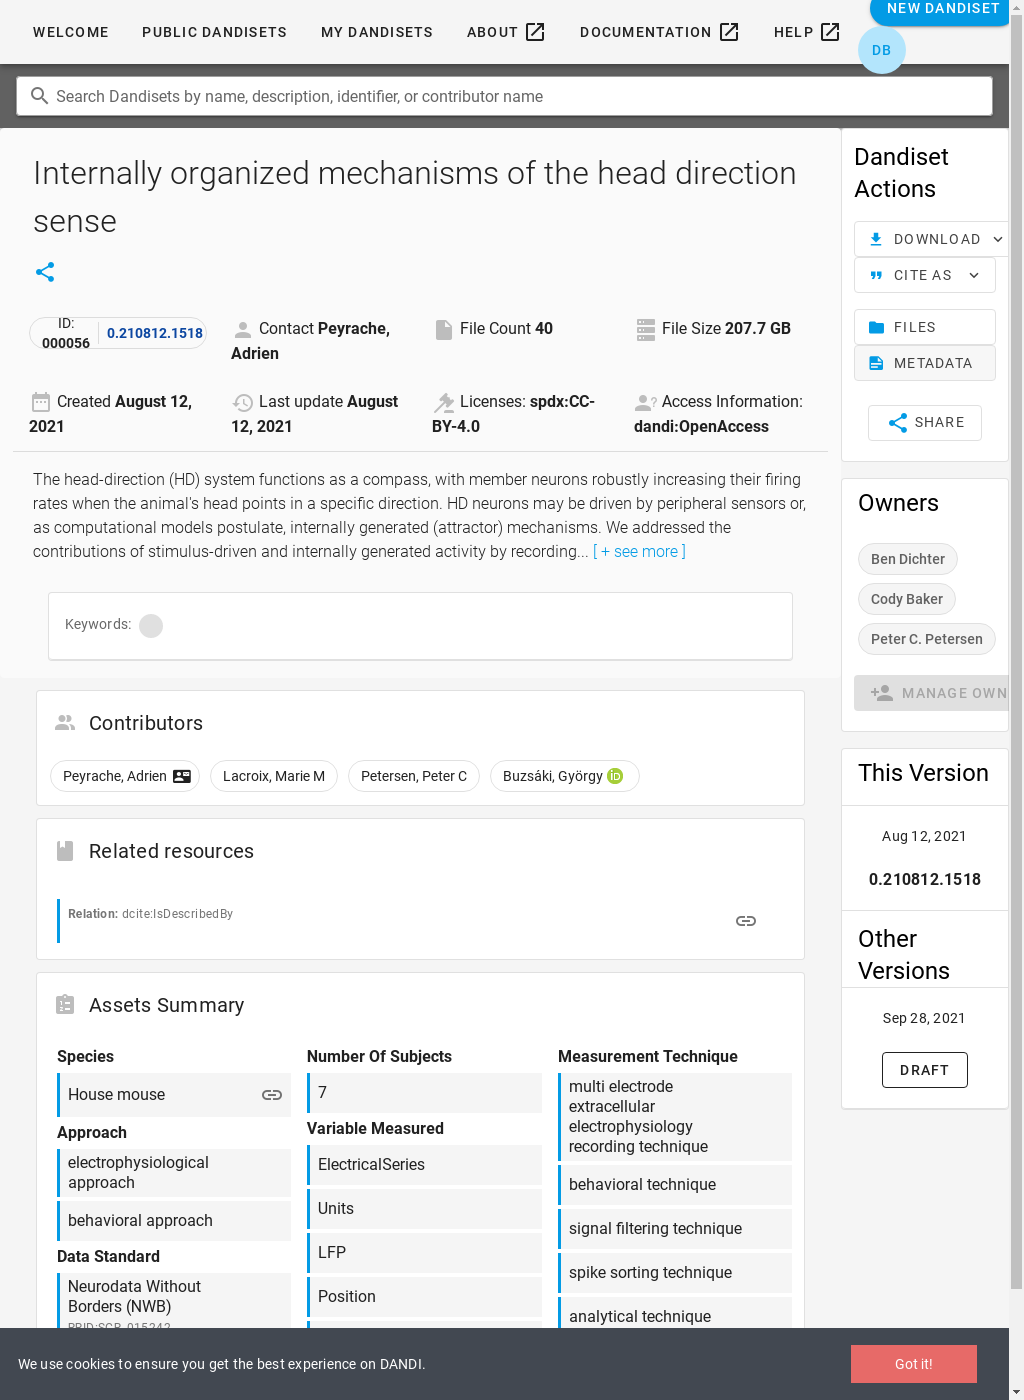 WELCOME PUBLIC DANDISETS MY DANDISETS ABOUT DOCUMENTATION HELP NEW DANDISET
DB
Search Dandisets by name, description, identifier, or contributor name
Internally organized mechanisms of the head direction
sense
ID:
000056
0.210812.1518
Contact Peyrache,
Adrien
File Count 40
File Size 207.7 GB
Created August 12,
2021
Last update August
12, 2021
Licenses: spdx:CC-
BY-4.0
Access Information:
dandi:OpenAccess
The head-direction (HD) system functions as a compass, with member neurons robustly increasing their firing
rates when the animal's head points in a specific direction. HD neurons may be driven by peripheral sensors or,
as computational models postulate, internally generated (attractor) mechanisms. We addressed the
contributions of stimulus-driven and internally generated activity by recording... [ + see more ]
Keywords:
Contributors
Peyrache, Adrien
Lacroix, Marie M
Petersen, Peter C
Buzsáki, György iD
Related resources
Relation: dcite:IsDescribedBy
Assets Summary
Species
House mouse
Approach
electrophysiological
approach
behavioral approach
Data Standard
Neurodata Without
Borders (NWB)
RRID:SCR_015242
Number Of Subjects
7
Variable Measured
ElectricalSeries
Units
LFP
Position
Measurement Technique
multi electrode
extracellular
electrophysiology
recording technique
behavioral technique
signal filtering technique
spike sorting technique
analytical technique
Dandiset
Actions
DOWNLOAD
CITE AS
FILES
METADATA
SHARE
Owners
Ben Dichter
Cody Baker
Peter C. Petersen
MANAGE OWN
This Version
Aug 12, 2021
0.210812.1518
Other
Versions
Sep 28, 2021
DRAFT
We use cookies to ensure you get the best experience on DANDI.
Got it!